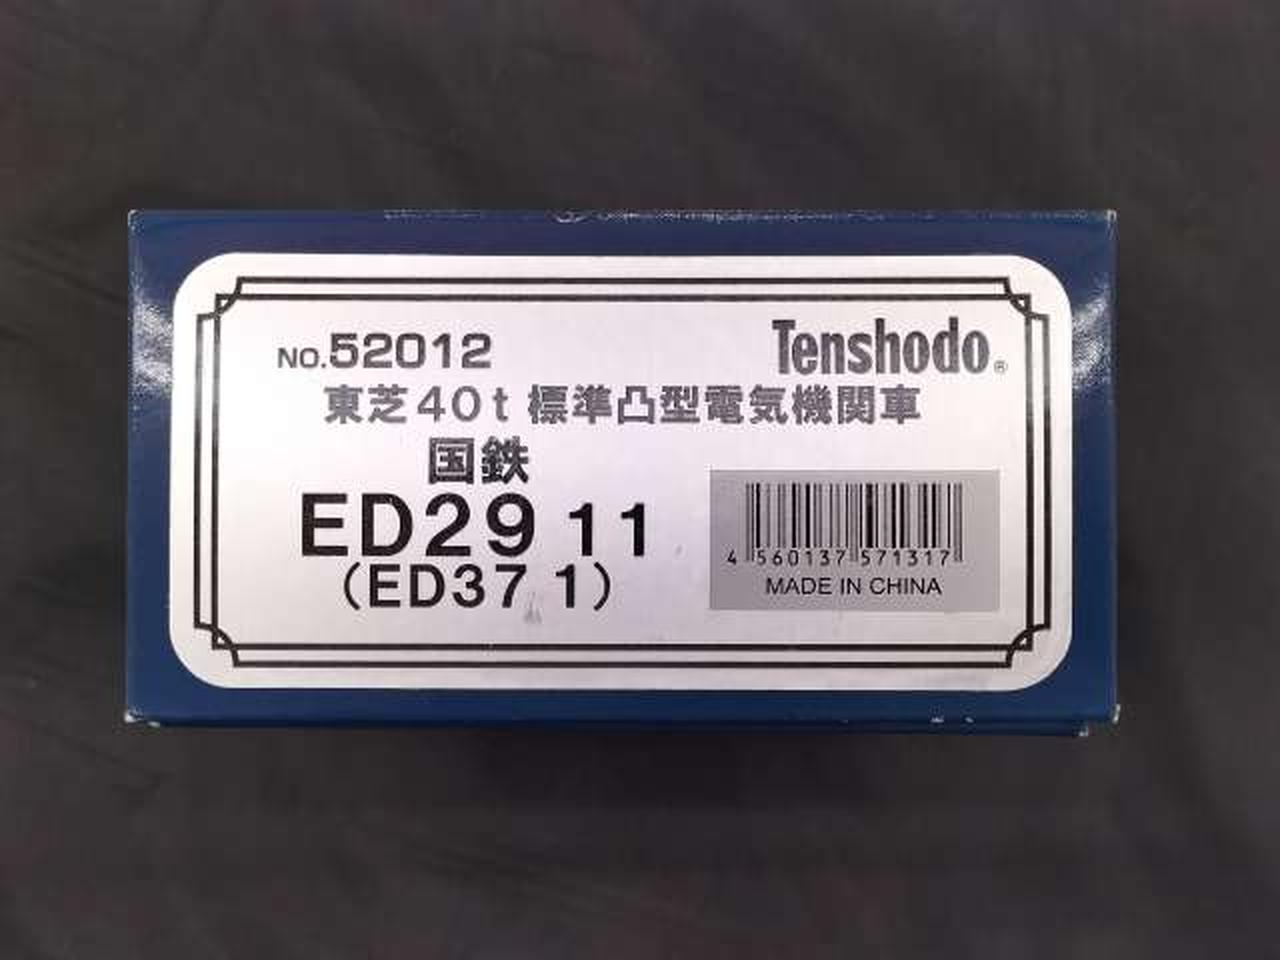 NO.52012 Tenshodo®
東芝40t 標準凸型電気機関車
国鉄
ED29 11
(ED37 1)
4 560137 571317
MADE IN CHINA